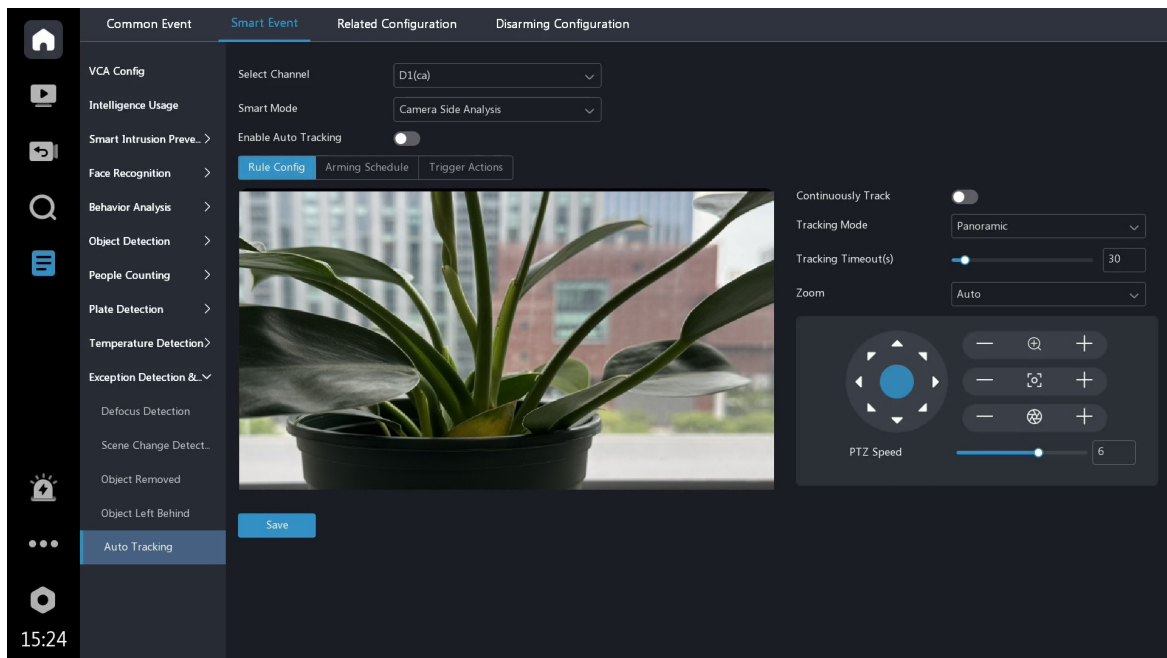 Common Event
Smart Event
Related Configuration
Disarming Configuration
VCA Config
Intelligence Usage
Smart Intrusion Preve..
Face Recognition
Behavior Analysis
Object Detection
People Counting
Plate Detection
Temperature Detection
Exception Detection &..
Defocus Detection
Scene Change Detect..
Object Removed
Object Left Behind
Auto Tracking
15:24
Select Channel
D1(ca)
Smart Mode
Camera Side Analysis
Enable Auto Tracking
Rule Config
Arming Schedule
Trigger Actions
Continuously Track
Tracking Mode
Panoramic
Tracking Timeout(s)
30
Zoom
Auto
PTZ Speed
6
Save